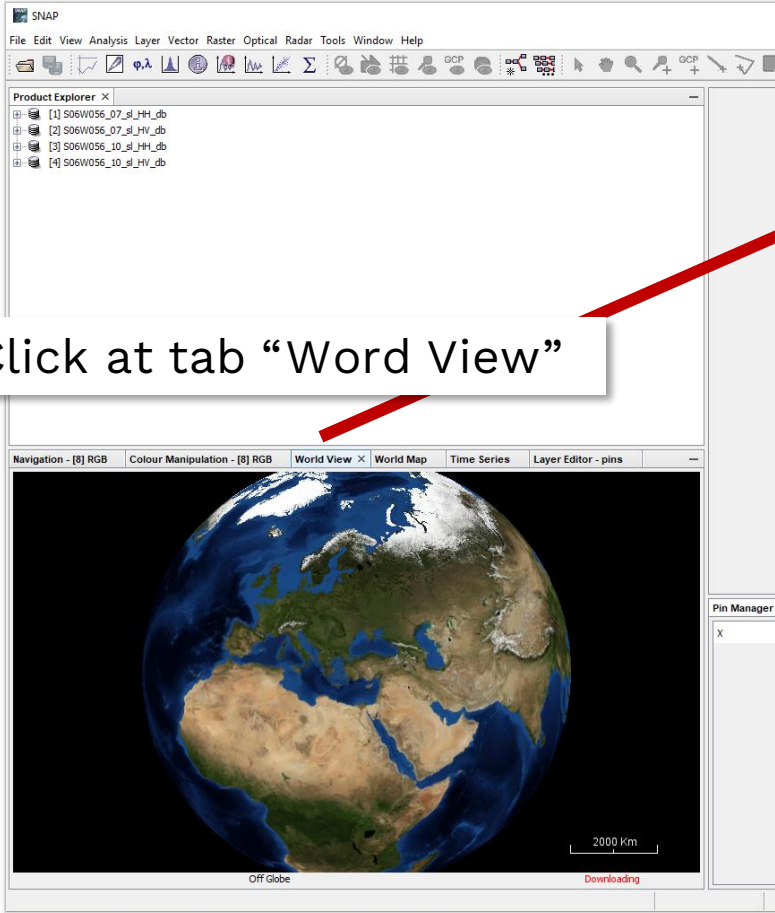 SNAP
File Edit View Analysis Layer Vector Raster Optical Radar Tools Window Help
φ,λ Σ GCP GCP
Product Explorer ×
[1] S06W056_07_sl_HH_db
[2] S06W056_07_sl_HV_db
[3] S06W056_10_sl_HH_db
[4] S06W056_10_sl_HV_db
Click at tab “Word View”
Navigation - [8] RGB Colour Manipulation - [8] RGB World View × World Map Time Series Layer Editor - pins
2000 Km
Off Globe Downloading
Pin Manager
X